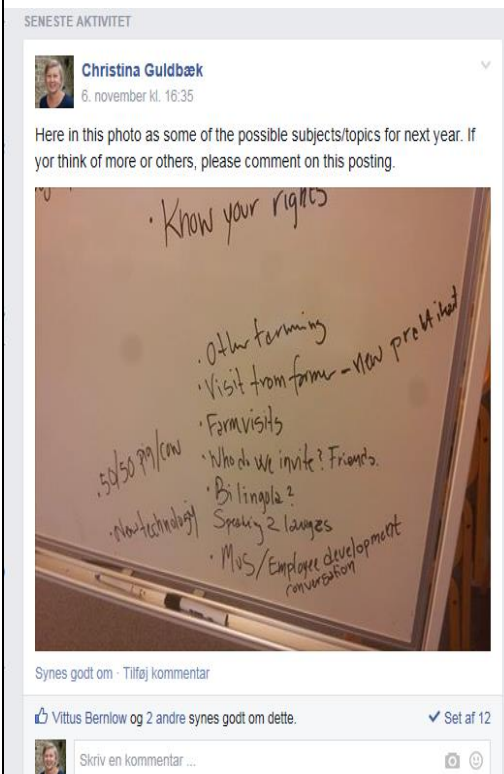 SENESTE AKTIVITET
Christina Guldbæk
6. november kl. 16:35
Here in this photo as some of the possible subjects/topics for next year. If
yor think of more or others, please comment on this posting.
· Know your rights
· Other farming
· Visit from former – new praktikant
· Farmvisits
· 50/50 pig/cow
· Who do we invite? Friends.
· Bilingola?
· New technology
Speaking 2 langges
· MUS/Employee development
conversation
Synes godt om · Tilføj kommentar
Vittus Bernlow og 2 andre synes godt om dette.
Set af 12
Skriv en kommentar ...